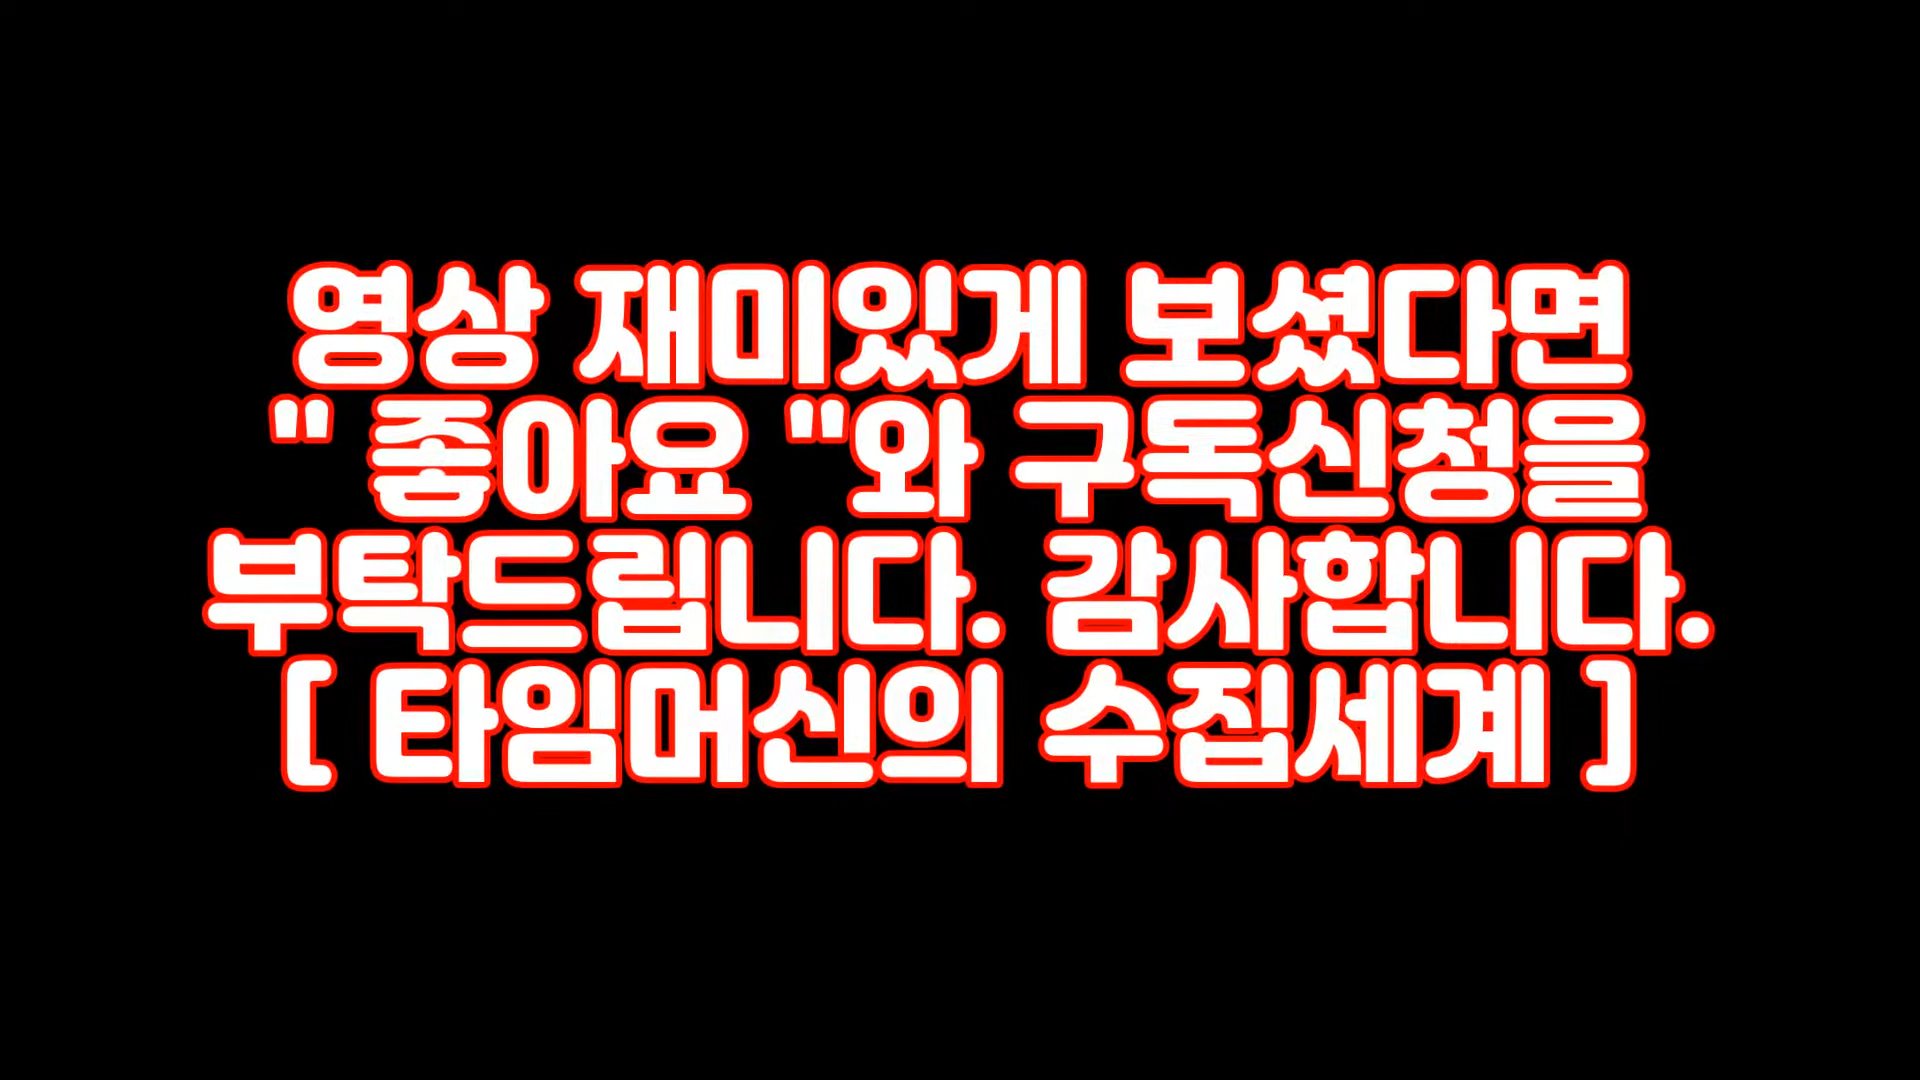 영상 재미있게 보셨다면
" 좋아요 "와 구독신청을
부탁드립니다. 감사합니다.
[ 타임머신의 수집세계 ]